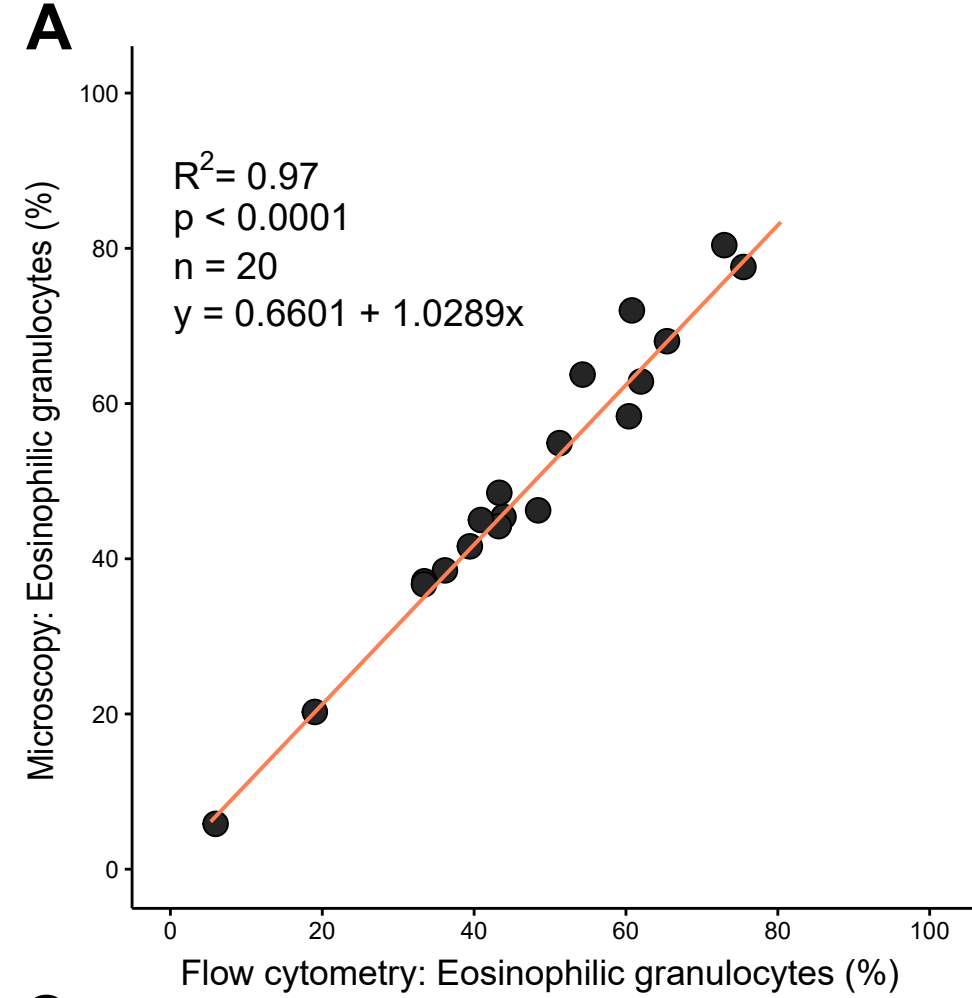 A
100
80
60
40
20
0
Microscopy: Eosinophilic granulocytes (%)
R²= 0.97
p < 0.0001
n = 20
y = 0.6601 + 1.0289x
0 20 40 60 80 100
Flow cytometry: Eosinophilic granulocytes (%)